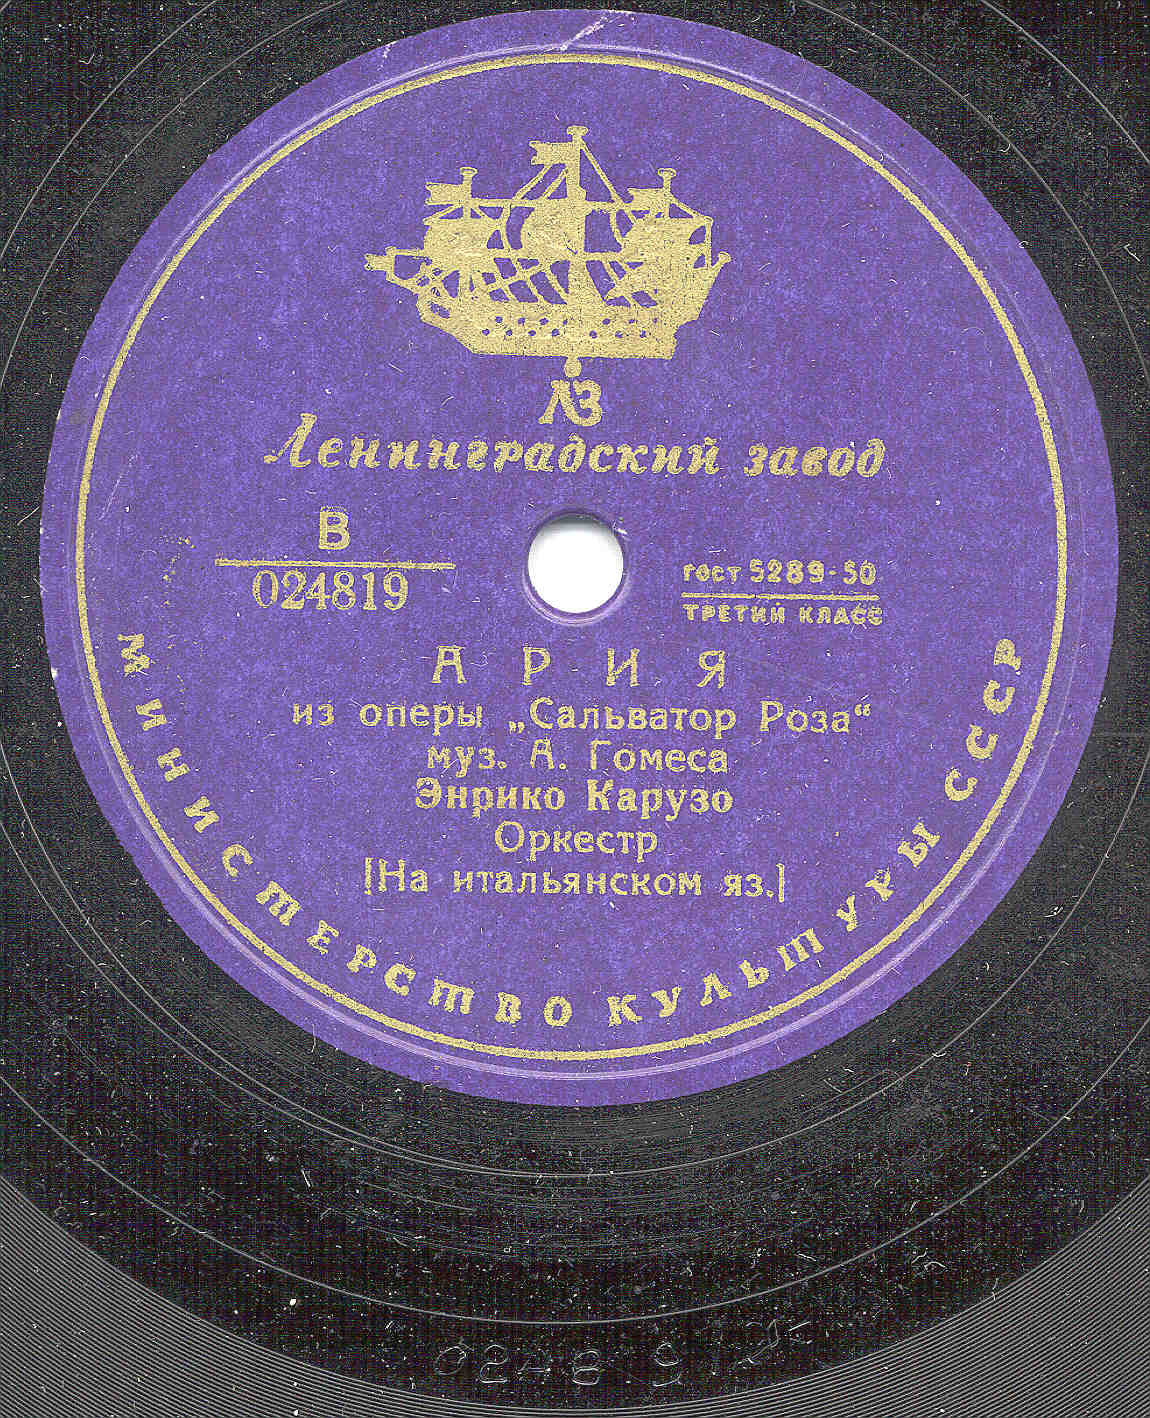 ЛЗ
Ленинградский завод
В
024819
ГОСТ 5289-50
ТРЕТИЙ КЛАСС
АРИЯ
из оперы „Сальватор Роза“
муз. А. Гомеса
Энрико Карузо
Оркестр
[На итальянском яз.]
МИНИСТЕРСТВО КУЛЬТУРЫ СССР